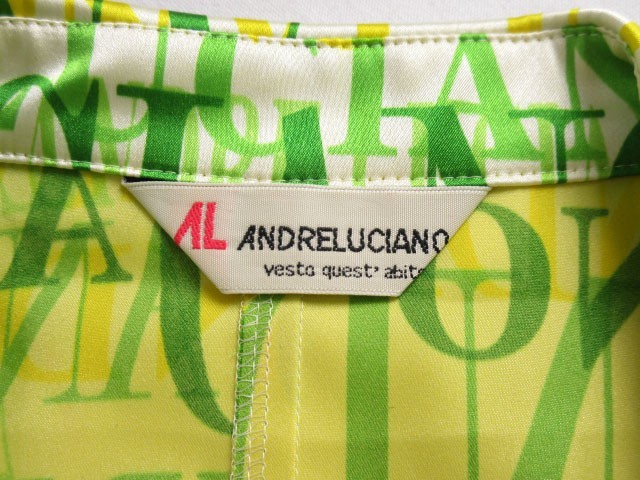 AL ANDRELUCIANO
vesto quest' abito